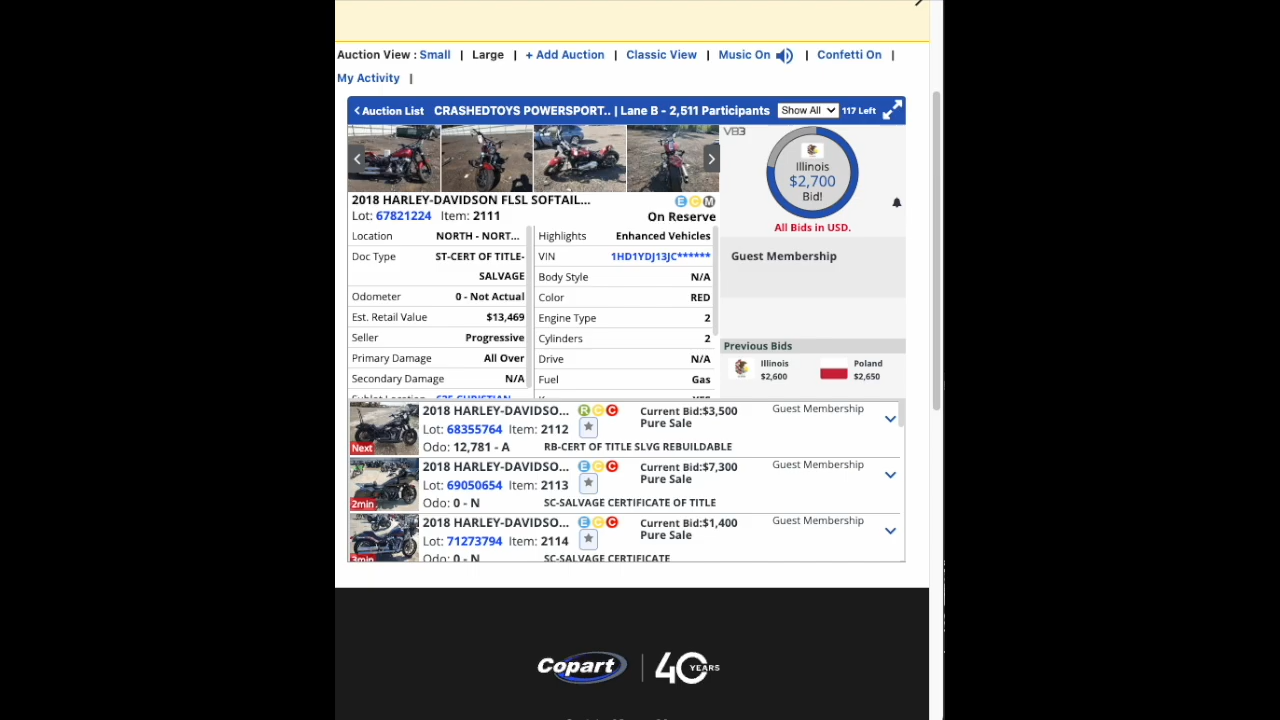 Auction View : Small | Large | + Add Auction | Classic View | Music On | Confetti On |
My Activity |
Auction List CRASHEDTOYS POWERSPORT.. | Lane B - 2,511 Participants Show All 117 Left
VB3
Illinois
$2,700
Bid!
All Bids in USD.
2018 HARLEY-DAVIDSON FLSL SOFTAIL... E C M
Lot: 67821224 Item: 2111 On Reserve
Location NORTH - NORT...
Doc Type ST-CERT OF TITLE-
SALVAGE
Odometer 0 - Not Actual
Est. Retail Value $13,469
Seller Progressive
Primary Damage All Over
Secondary Damage N/A
Highlights Enhanced Vehicles
VIN 1HD1YDJ13JC******
Body Style N/A
Color RED
Engine Type 2
Cylinders 2
Drive N/A
Fuel Gas
Guest Membership
Previous Bids
Illinois
$2,600
Poland
$2,650
2018 HARLEY-DAVIDSO... R C C Current Bid:$3,500 Guest Membership
Lot: 68355764 Item: 2112 Pure Sale
Next Odo: 12,781 - A RB-CERT OF TITLE SLVG REBUILDABLE
2018 HARLEY-DAVIDSO... E C C Current Bid:$7,300 Guest Membership
Lot: 69050654 Item: 2113 Pure Sale
2min Odo: 0 - N SC-SALVAGE CERTIFICATE OF TITLE
2018 HARLEY-DAVIDSO... E C C Current Bid:$1,400 Guest Membership
Lot: 71273794 Item: 2114 Pure Sale
3min Odo: 0 - N SC-SALVAGE CERTIFICATE
Copart | 40 YEARS